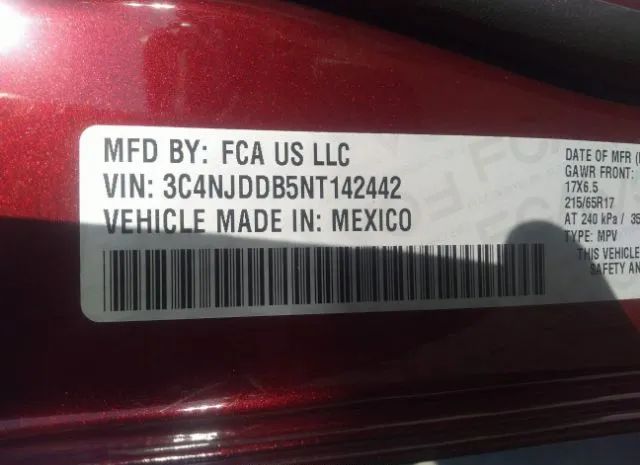 MFD BY: FCA US LLC
VIN: 3C4NJDDB5NT142442
VEHICLE MADE IN: MEXICO
DATE OF MFR
GAWR FRONT:
17X6.5
215/65R17
AT 240 kPa / 35
TYPE: MPV
THIS VEHICLE
SAFETY AN